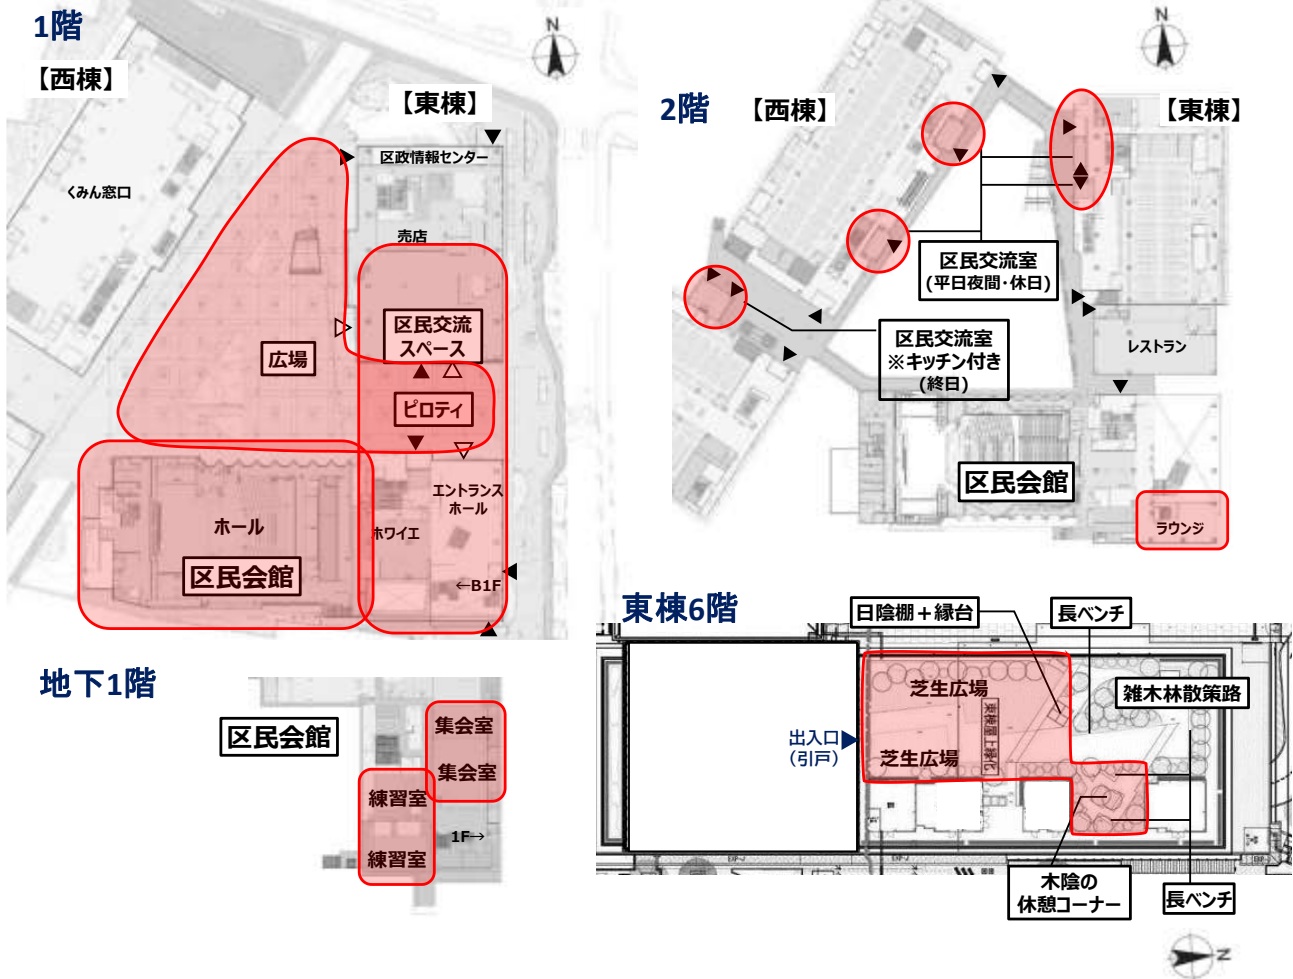 1階
N
【西棟】
【東棟】
区政情報センター
くみん窓口
売店
区民交流
スペース
広場
ピロティ
エントランス
ホール
ホール
ホワイエ
区民会館
←B1F
2階
【西棟】
N
【東棟】
区民交流室
(平日夜間・休日)
区民交流室
※キッチン付き
(終日)
レストラン
区民会館
ラウンジ
地下1階
区民会館
集会室
集会室
練習室
1F→
練習室
東棟6階
日陰棚＋縁台
長ベンチ
芝生広場
雑木林散策路
東棟屋上緑化
出入口
(引戸)
芝生広場
木陰の
休憩コーナー
長ベンチ
N